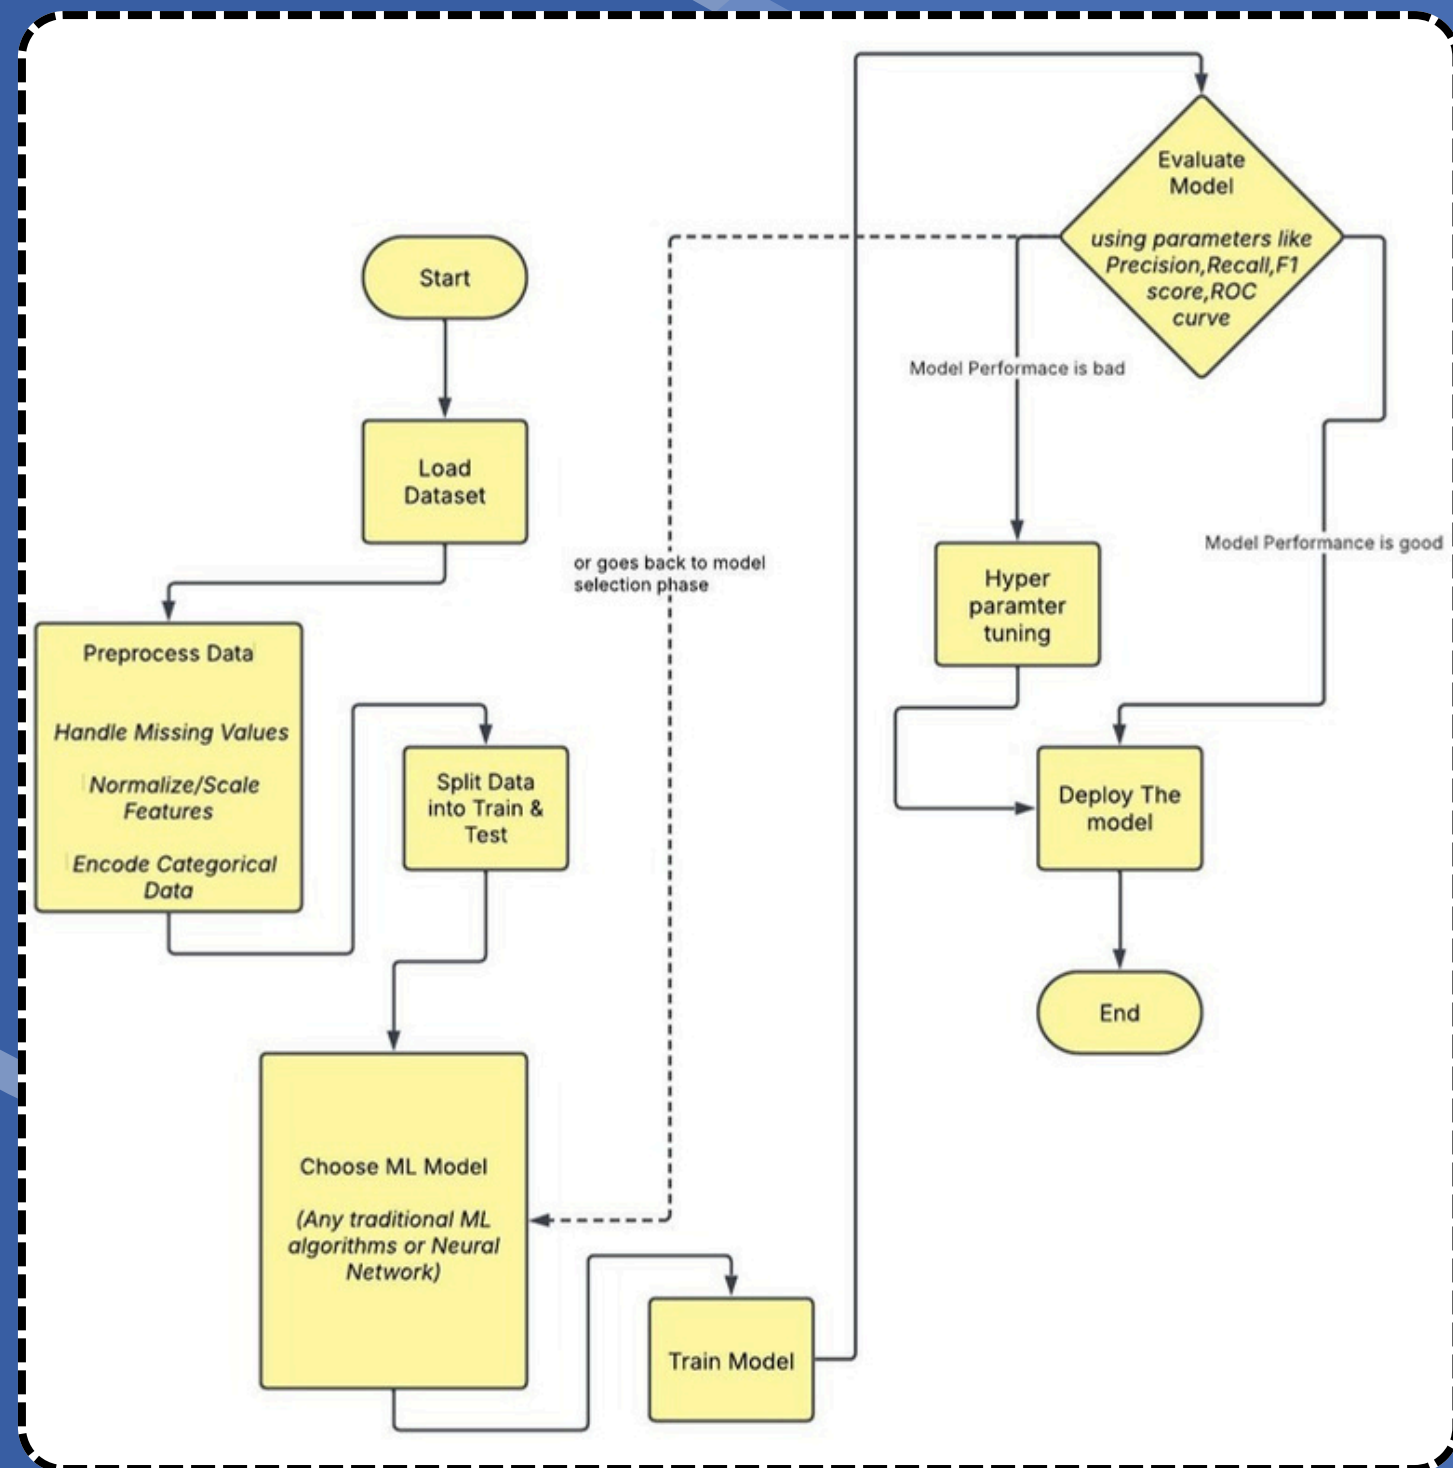 Start
Load
Dataset
Preprocess Data
Handle Missing Values
Normalize/Scale
Features
Encode Categorical
Data
Split Data
into Train &
Test
Choose ML Model
(Any traditional ML
algorithms or Neural
Network)
Train Model
or goes back to model
selection phase
Evaluate
Model
using parameters like
Precision,Recall,F1
score,ROC
curve
Model Performace is bad
Hyper
paramter
tuning
Model Performance is good
Deploy The
model
End